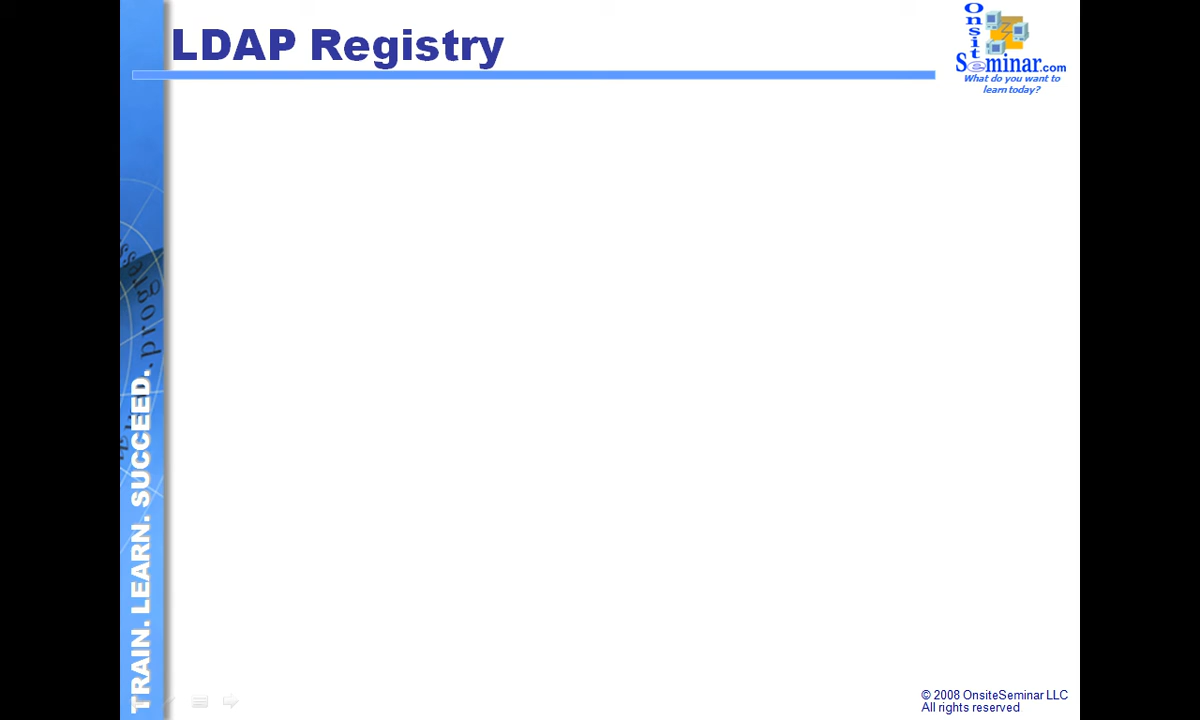 LDAP Registry
Onsite
Seminar.com
What do you want to
learn today?
progress
TRAIN. LEARN. SUCCEED.
© 2008 OnsiteSeminar LLC
All rights reserved